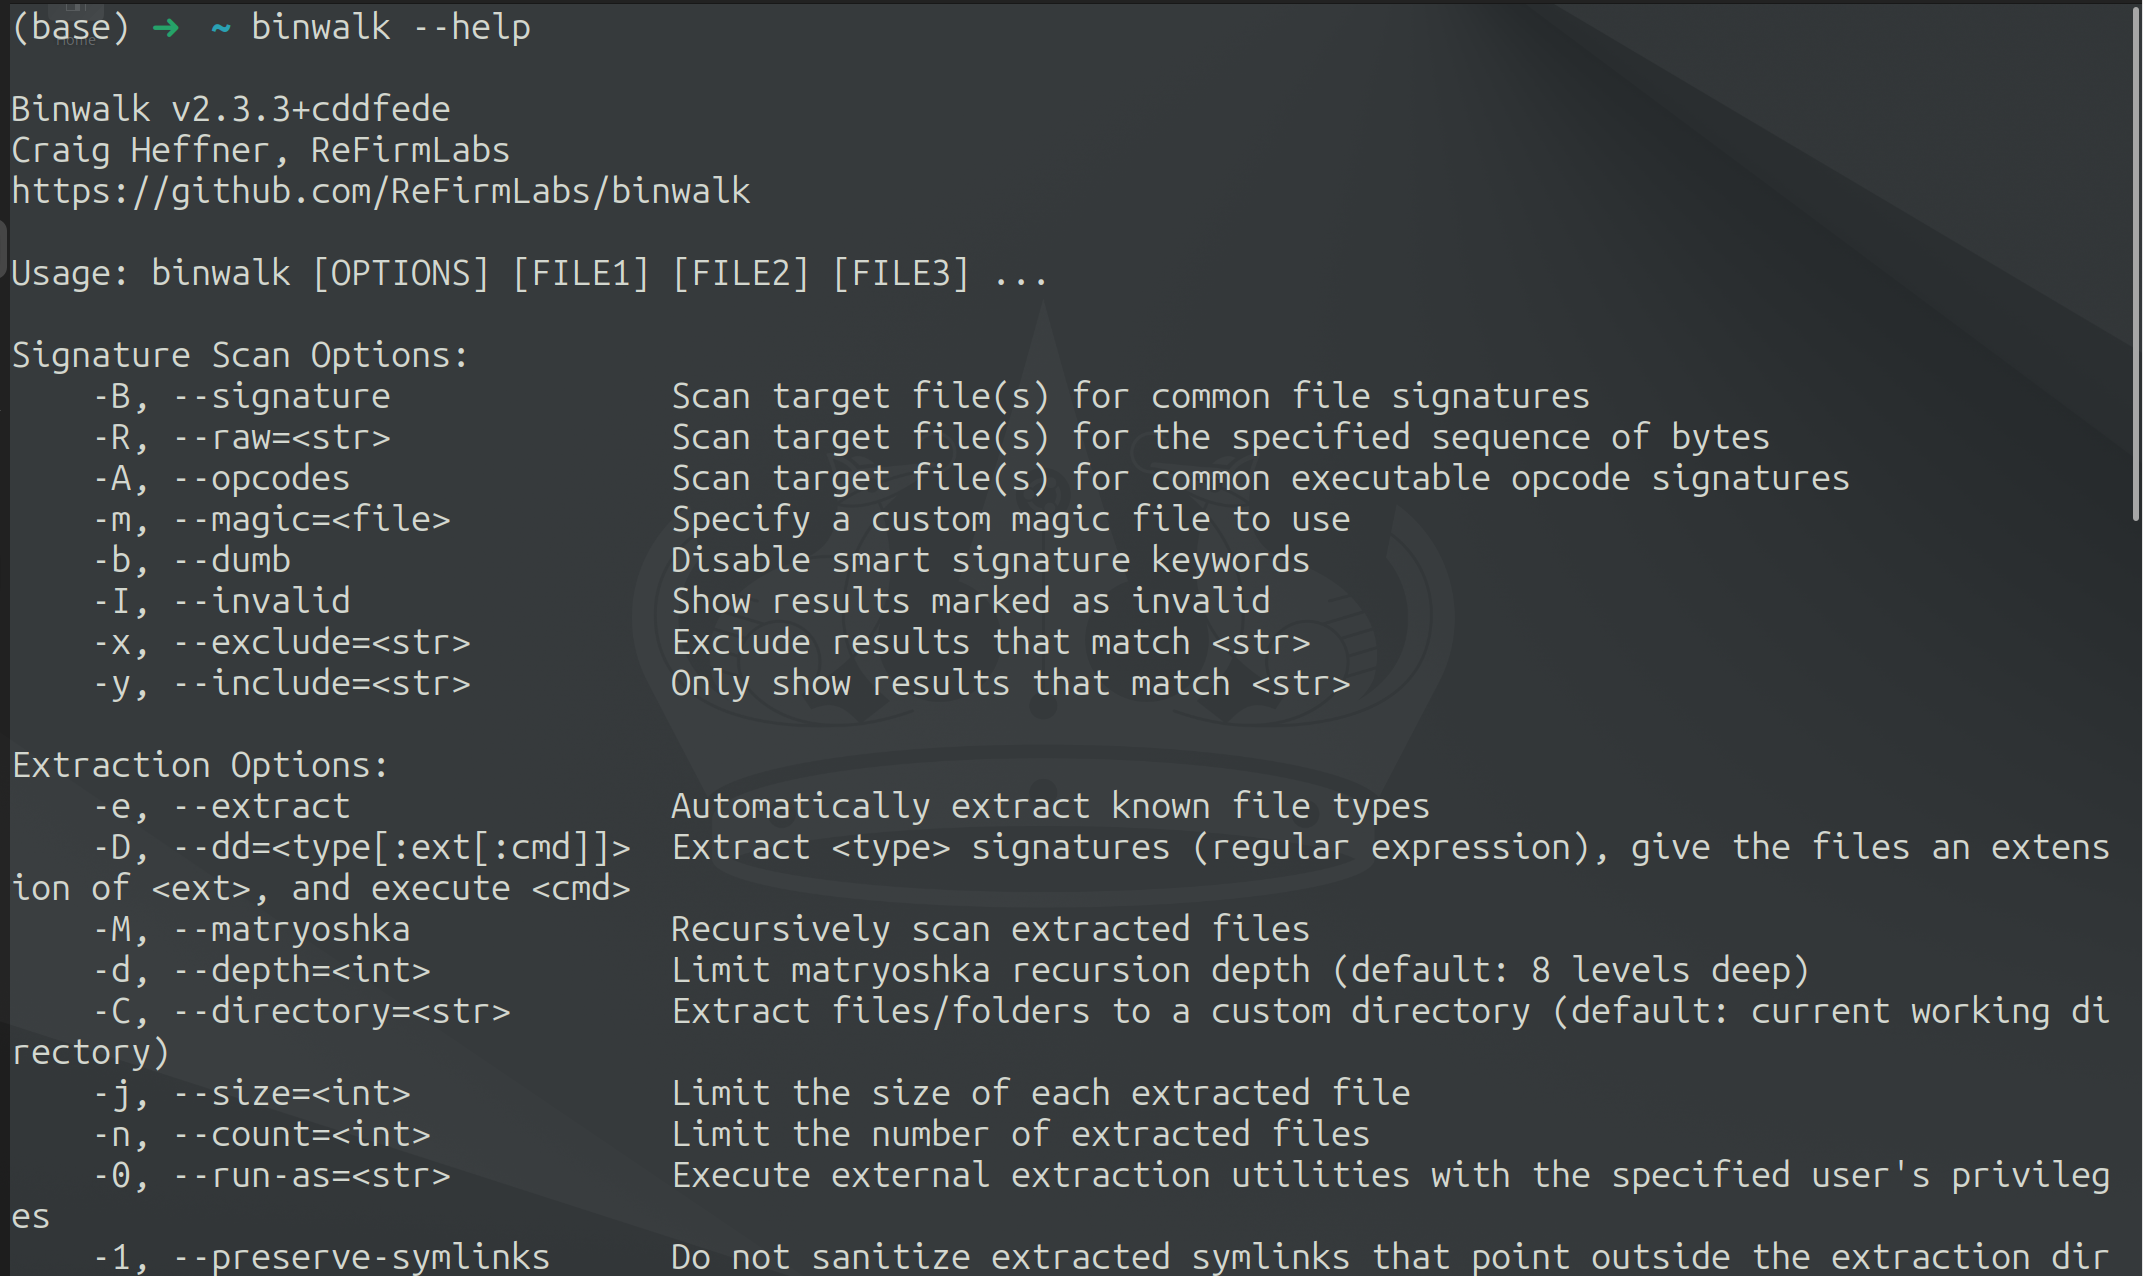 (base) ➜  ~ binwalk --help
Home

Binwalk v2.3.3+cddfede
Craig Heffner, ReFirmLabs
https://github.com/ReFirmLabs/binwalk

Usage: binwalk [OPTIONS] [FILE1] [FILE2] [FILE3] ...

Signature Scan Options:
    -B, --signature              Scan target file(s) for common file signatures
    -R, --raw=<str>              Scan target file(s) for the specified sequence of bytes
    -A, --opcodes                Scan target file(s) for common executable opcode signatures
    -m, --magic=<file>           Specify a custom magic file to use
    -b, --dumb                   Disable smart signature keywords
    -I, --invalid                Show results marked as invalid
    -x, --exclude=<str>          Exclude results that match <str>
    -y, --include=<str>          Only show results that match <str>

Extraction Options:
    -e, --extract                Automatically extract known file types
    -D, --dd=<type[:ext[:cmd]]>  Extract <type> signatures (regular expression), give the files an extens
ion of <ext>, and execute <cmd>
    -M, --matryoshka             Recursively scan extracted files
    -d, --depth=<int>            Limit matryoshka recursion depth (default: 8 levels deep)
    -C, --directory=<str>        Extract files/folders to a custom directory (default: current working di
rectory)
    -j, --size=<int>             Limit the size of each extracted file
    -n, --count=<int>            Limit the number of extracted files
    -0, --run-as=<str>           Execute external extraction utilities with the specified user's privileg
es
    -1, --preserve-symlinks      Do not sanitize extracted symlinks that point outside the extraction dir